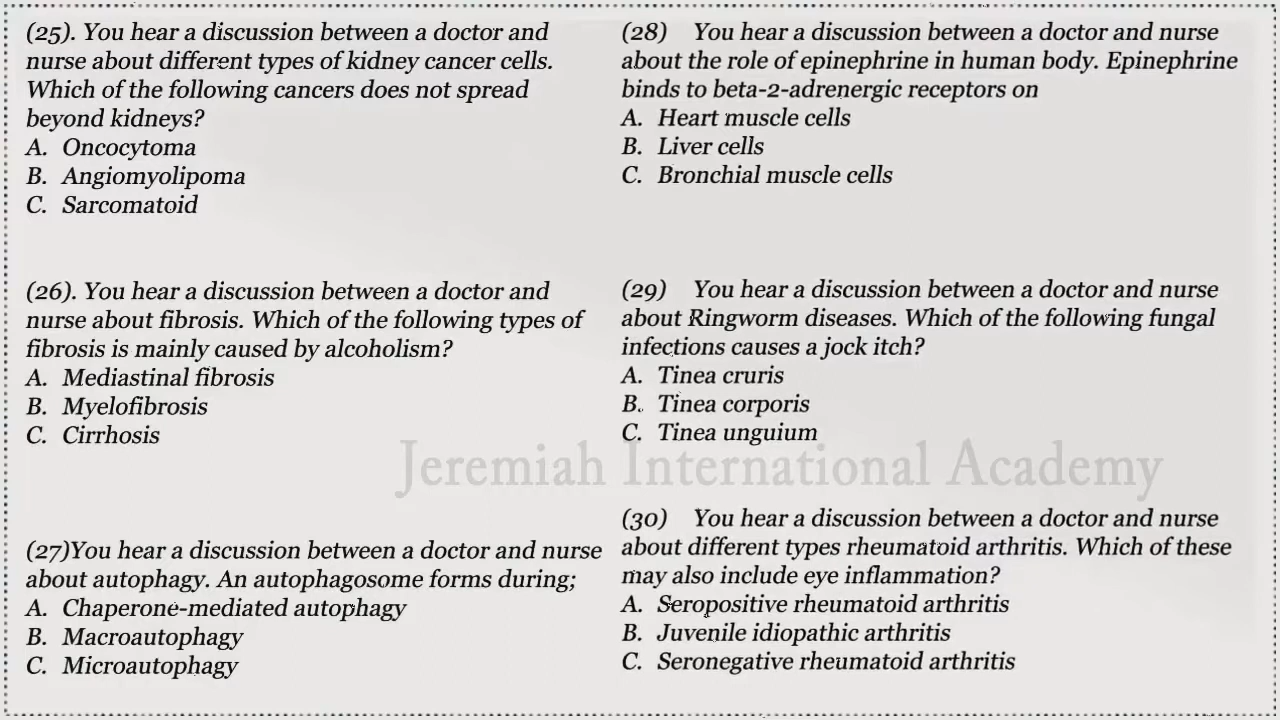 (25). You hear a discussion between a doctor and
nurse about different types of kidney cancer cells.
Which of the following cancers does not spread
beyond kidneys?
A. Oncocytoma
B. Angiomyolipoma
C. Sarcomatoid
(26). You hear a discussion between a doctor and
nurse about fibrosis. Which of the following types of
fibrosis is mainly caused by alcoholism?
A. Mediastinal fibrosis
B. Myelofibrosis
C. Cirrhosis
(27)You hear a discussion between a doctor and nurse
about autophagy. An autophagosome forms during;
A. Chaperone-mediated autophagy
B. Macroautophagy
C. Microautophagy
(28) You hear a discussion between a doctor and nurse
about the role of epinephrine in human body. Epinephrine
binds to beta-2-adrenergic receptors on
A. Heart muscle cells
B. Liver cells
C. Bronchial muscle cells
(29) You hear a discussion between a doctor and nurse
about Ringworm diseases. Which of the following fungal
infections causes a jock itch?
A. Tinea cruris
B. Tinea corporis
C. Tinea unguium
Jeremiah International Academy
(30) You hear a discussion between a doctor and nurse
about different types rheumatoid arthritis. Which of these
may also include eye inflammation?
A. Seropositive rheumatoid arthritis
B. Juvenile idiopathic arthritis
C. Seronegative rheumatoid arthritis